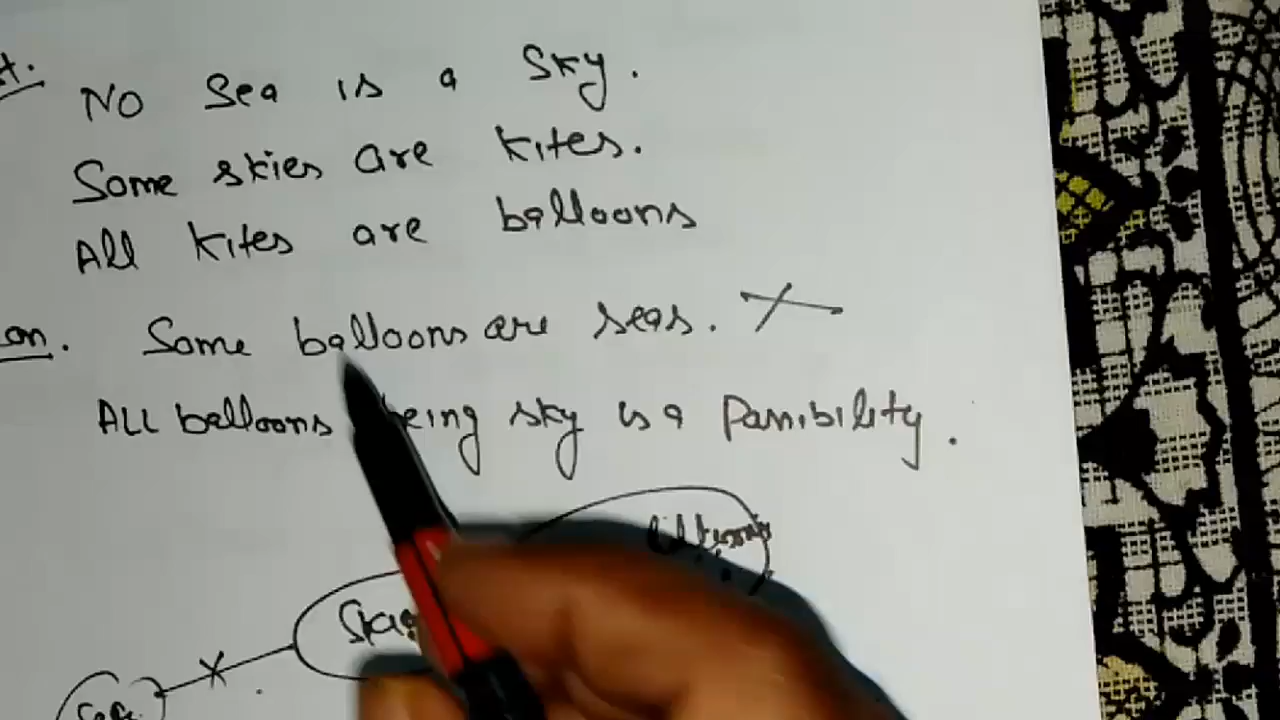 No Sea is a Sky.
Some skies are kites.
All kites are balloons
Some balloons are seas.
ALL balloons being sky is a Possibility.